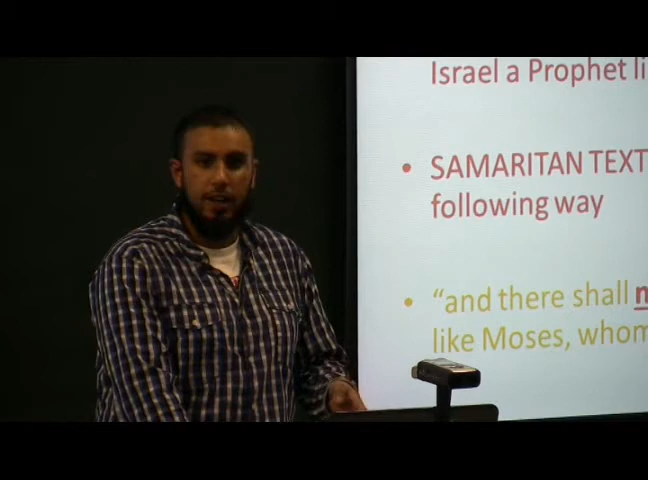 Israel a Prophet li
• SAMARITAN TEXT
following way
• “and there shall
like Moses, whom